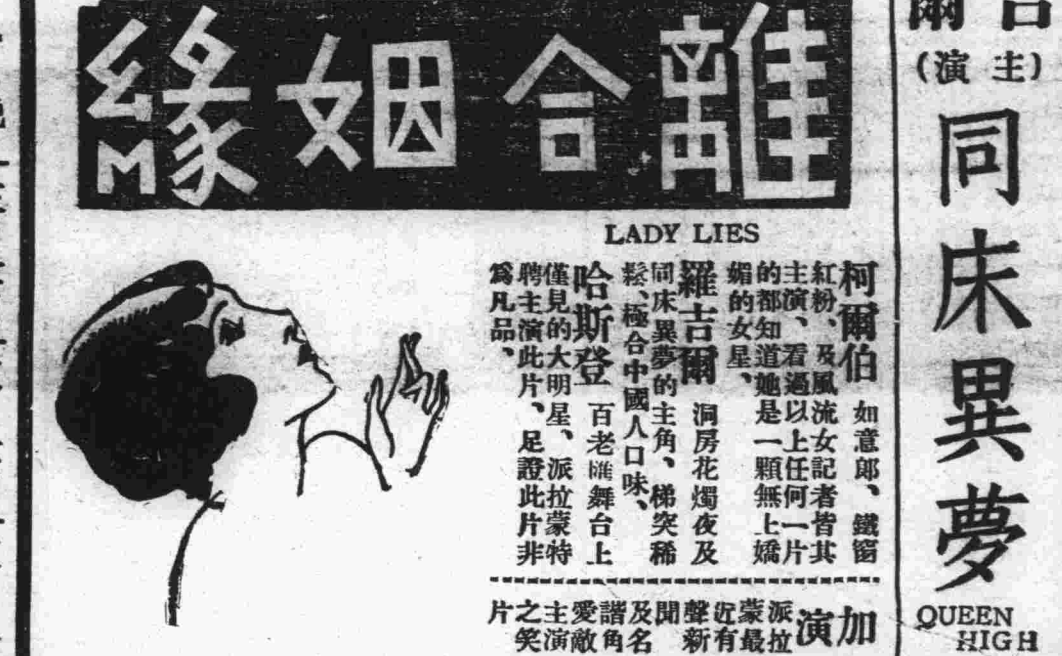 (主演)
同床異夢
QUEEN
HIGH
離合姻緣
M
LADY LIES
柯爾伯 如意郎、鐵窗
紅粉、及風流女記者皆其
主演、看過以上任何一片
的都知道她是一顆無上嬌
媚的女星、
羅吉爾 洞房花燭夜及
同床異夢的主角、梯突稀
鬆、極合中國人口味、
哈斯登 百老匯舞台上
僅見的大明星、派拉蒙特
聘主演此片、足證此片非
爲凡品、
加演
派拉
蒙最
近有
聲新
聞
及名
諧角
愛敵
主演
之笑
片